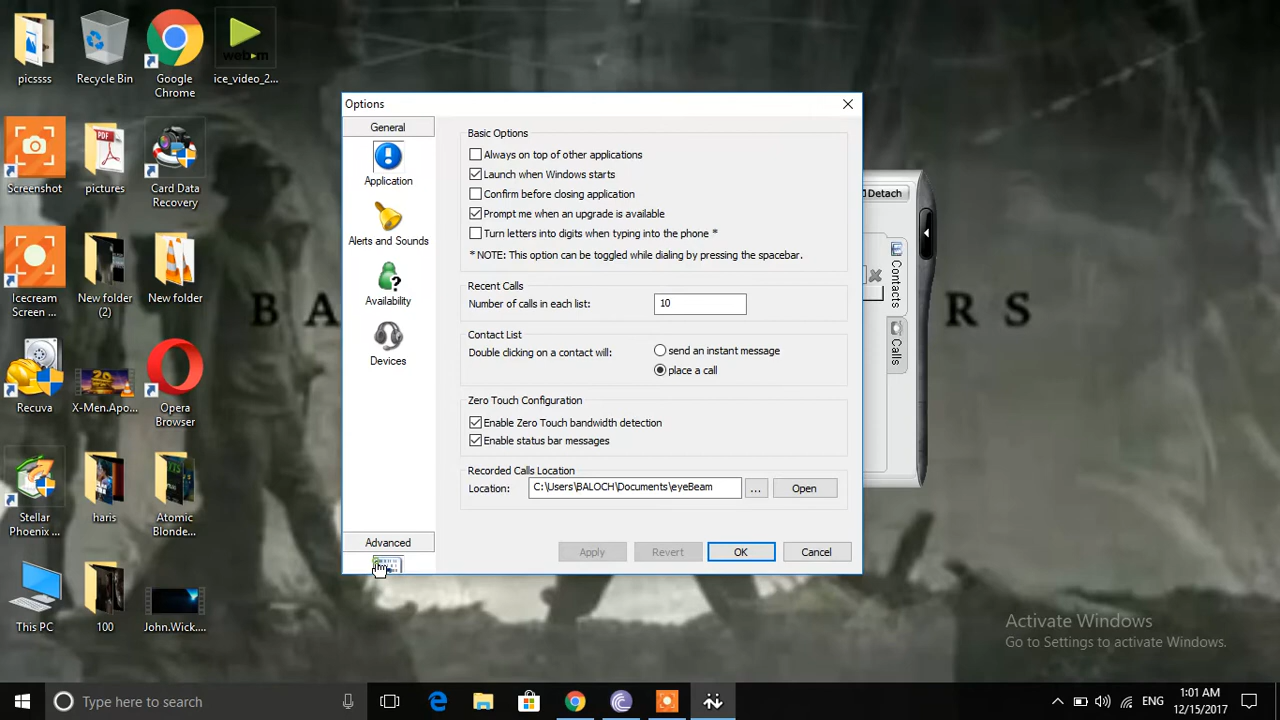 picssss
Recycle Bin
Google Chrome
webm
ice_video_2...
Screenshot
PDF
pictures
Card Data Recovery
Icecream Screen ...
New folder (2)
New folder
Recuva
X-Men.Apo...
Opera Browser
Stellar Phoenix ...
haris
Atomic Blonde...
This PC
100
John.Wick....
B A
R S
Options
General
Application
Alerts and Sounds
Availability
Devices
Advanced
Basic Options
Always on top of other applications
Launch when Windows starts
Confirm before closing application
Prompt me when an upgrade is available
Turn letters into digits when typing into the phone *
* NOTE: This option can be toggled while dialing by pressing the spacebar.
Recent Calls
Number of calls in each list: 10
Contact List
Double clicking on a contact will: send an instant message
place a call
Zero Touch Configuration
Enable Zero Touch bandwidth detection
Enable status bar messages
Recorded Calls Location
Location: C:\Users\BALOCH\Documents\eyeBeam ... Open
Apply Revert OK Cancel
Detach
Contacts
Calls
Activate Windows
Go to Settings to activate Windows.
Type here to search
ENG
1:01 AM
12/15/2017